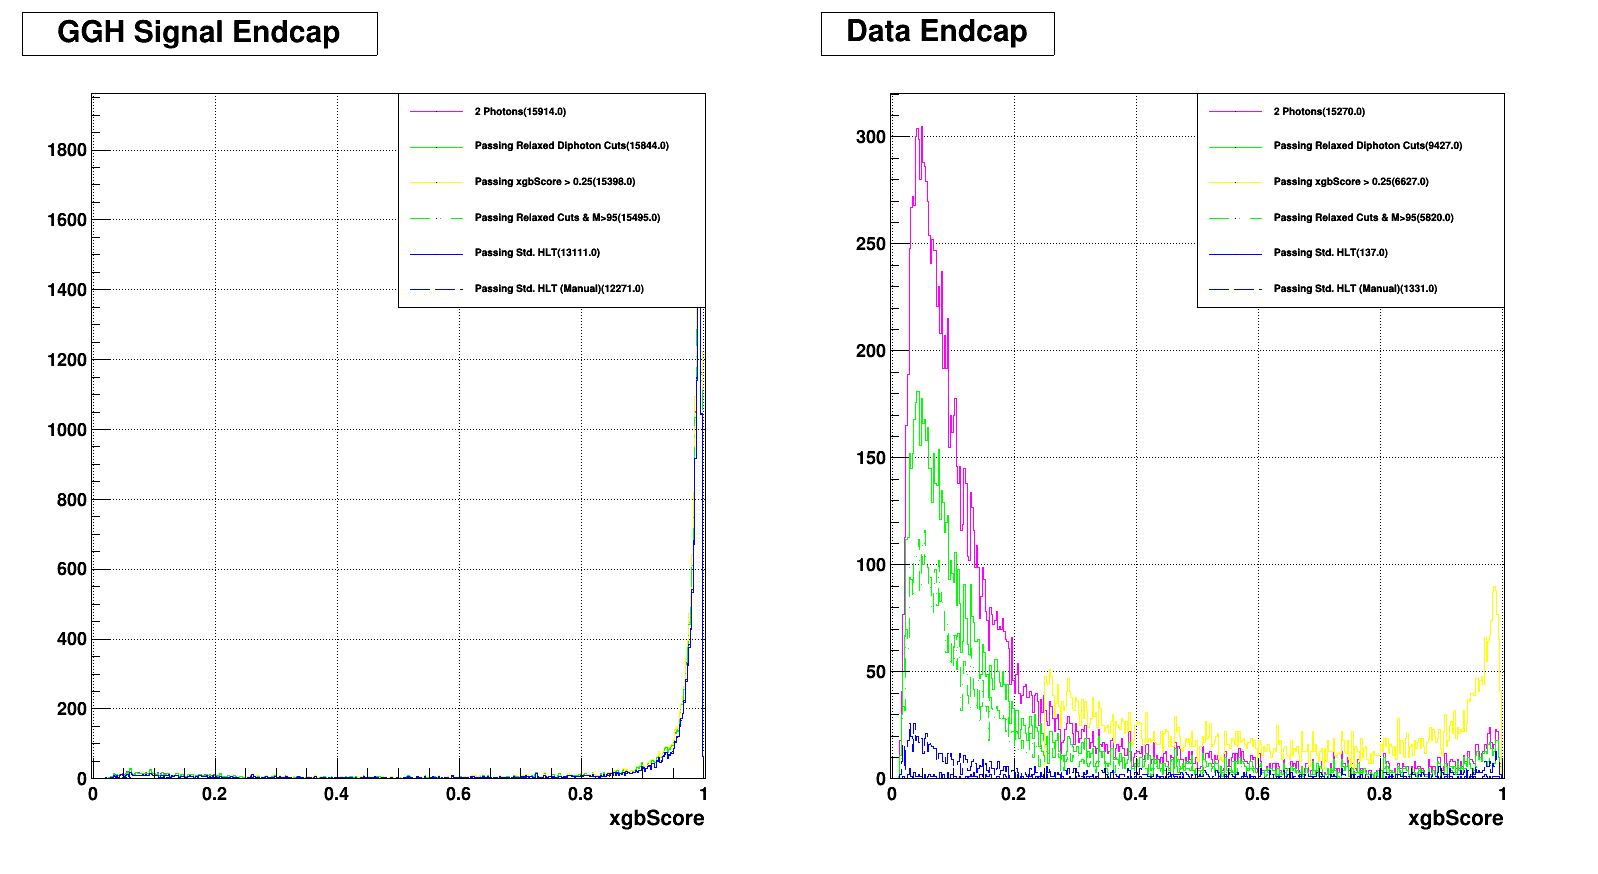 GGH Signal Endcap
2 Photons(15914.0)
Passing Relaxed Diphoton Cuts(15844.0)
Passing xgbScore > 0.25(15398.0)
Passing Relaxed Cuts & M>95(15495.0)
Passing Std. HLT(13111.0)
Passing Std. HLT (Manual)(12271.0)
1800
1600
1400
1200
1000
800
600
400
200
0
0 0.2 0.4 0.6 0.8 1
xgbScore
Data Endcap
2 Photons(15270.0)
Passing Relaxed Diphoton Cuts(9427.0)
Passing xgbScore > 0.25(6627.0)
Passing Relaxed Cuts & M>95(5820.0)
Passing Std. HLT(137.0)
Passing Std. HLT (Manual)(1331.0)
300
250
200
150
100
50
0
0 0.2 0.4 0.6 0.8 1
xgbScore